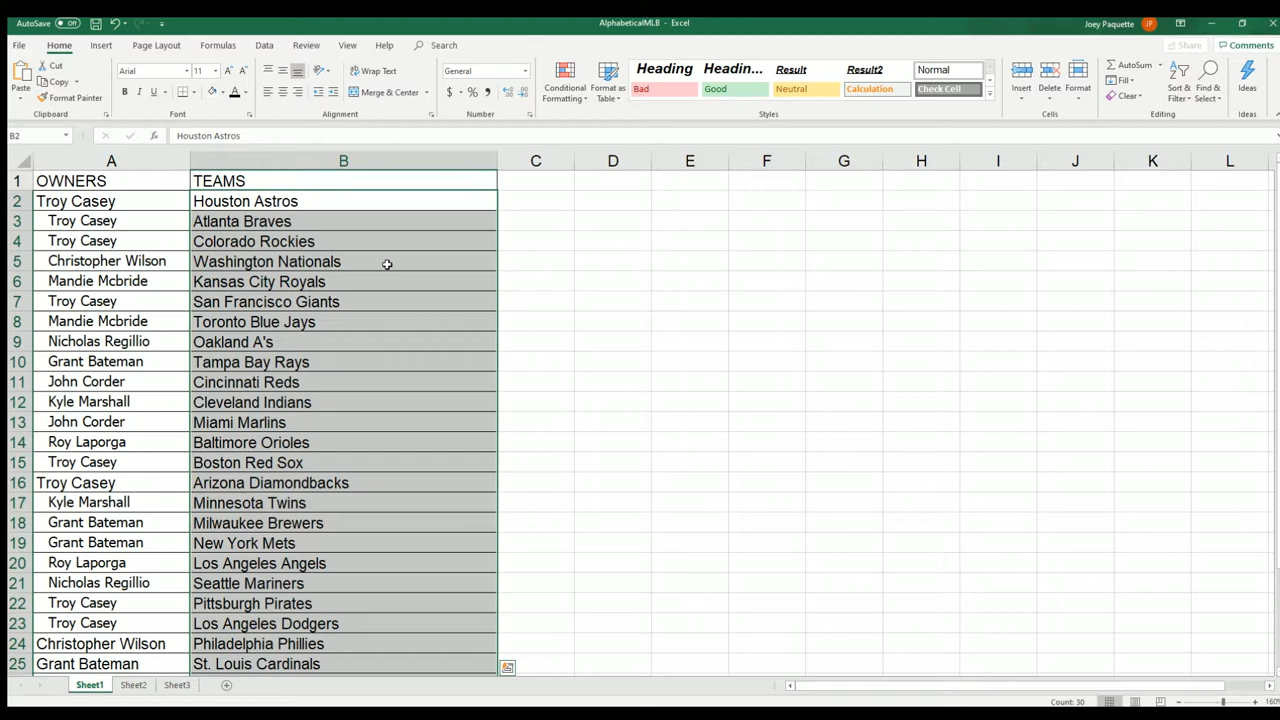 AutoSave Off AlphabeticalMLB - Excel Joey Paquette JP
File Home Insert Page Layout Formulas Data Review View Help Search Share Comments
Paste Cut Copy Format Painter Clipboard
Arial 11 A A B I U A Font
Wrap Text Merge & Center Alignment
General $ % Number
Conditional Formatting Format as Table
Heading Headin... Result Result2 Normal
Bad Good Neutral Calculation Check Cell
Styles
Insert Delete Format Cells
AutoSum Fill Clear Sort & Filter Find & Select Editing
Ideas Ideas
B2 fx Houston Astros
A B C D E F G H I J K L
1 OWNERS TEAMS
2 Troy Casey Houston Astros
3 Troy Casey Atlanta Braves
4 Troy Casey Colorado Rockies
5 Christopher Wilson Washington Nationals
6 Mandie Mcbride Kansas City Royals
7 Troy Casey San Francisco Giants
8 Mandie Mcbride Toronto Blue Jays
9 Nicholas Regillio Oakland A's
10 Grant Bateman Tampa Bay Rays
11 John Corder Cincinnati Reds
12 Kyle Marshall Cleveland Indians
13 John Corder Miami Marlins
14 Roy Laporga Baltimore Orioles
15 Troy Casey Boston Red Sox
16 Troy Casey Arizona Diamondbacks
17 Kyle Marshall Minnesota Twins
18 Grant Bateman Milwaukee Brewers
19 Grant Bateman New York Mets
20 Roy Laporga Los Angeles Angels
21 Nicholas Regillio Seattle Mariners
22 Troy Casey Pittsburgh Pirates
23 Troy Casey Los Angeles Dodgers
24 Christopher Wilson Philadelphia Phillies
25 Grant Bateman St. Louis Cardinals
Sheet1 Sheet2 Sheet3
Count: 30